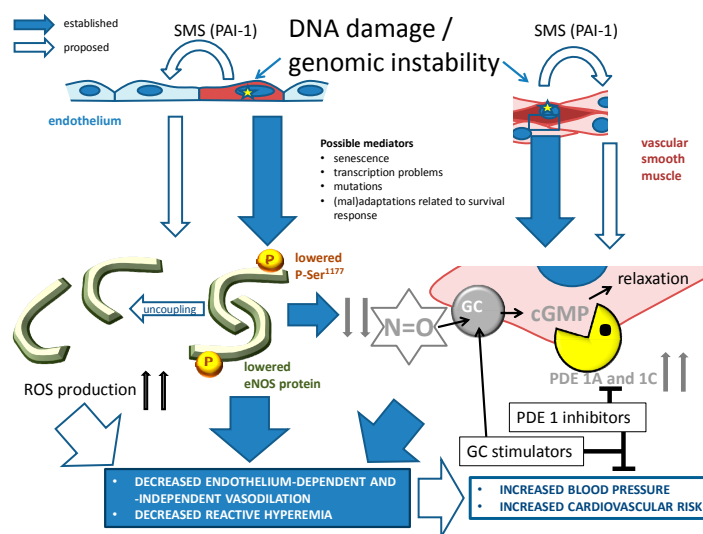 established
proposed
SMS (PAI-1)
DNA damage /
genomic instability
SMS (PAI-1)
endothelium
Possible mediators
• senescence
• transcription problems
• mutations
• (mal)adaptations related to survival
response
vascular
smooth
muscle
P
lowered
P-Ser1177
uncoupling
N=O
GC
cGMP
relaxation
P
lowered
eNOS protein
ROS production
PDE 1A and 1C
PDE 1 inhibitors
GC stimulators
• DECREASED ENDOTHELIUM-DEPENDENT AND
-INDEPENDENT VASODILATION
• DECREASED REACTIVE HYPEREMIA
• INCREASED BLOOD PRESSURE
• INCREASED CARDIOVASCULAR RISK